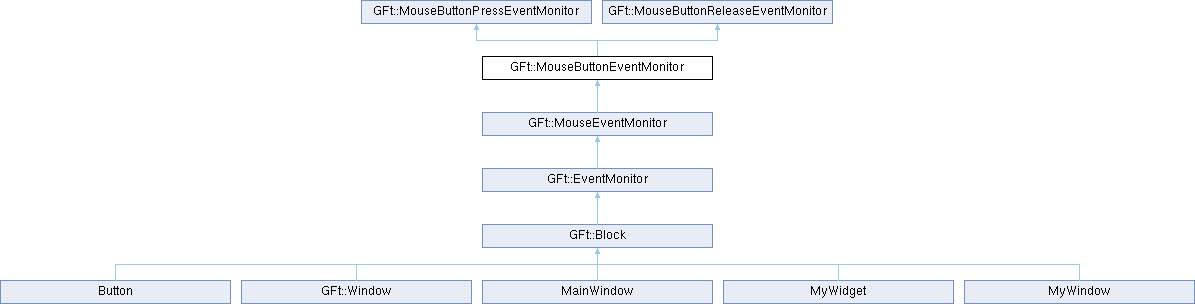 GFt::MouseButtonPressEventMonitor
GFt::MouseButtonReleaseEventMonitor
GFt::MouseButtonEventMonitor
GFt::MouseEventMonitor
GFt::EventMonitor
GFt::Block
Button
GFt::Window
MainWindow
MyWidget
MyWindow